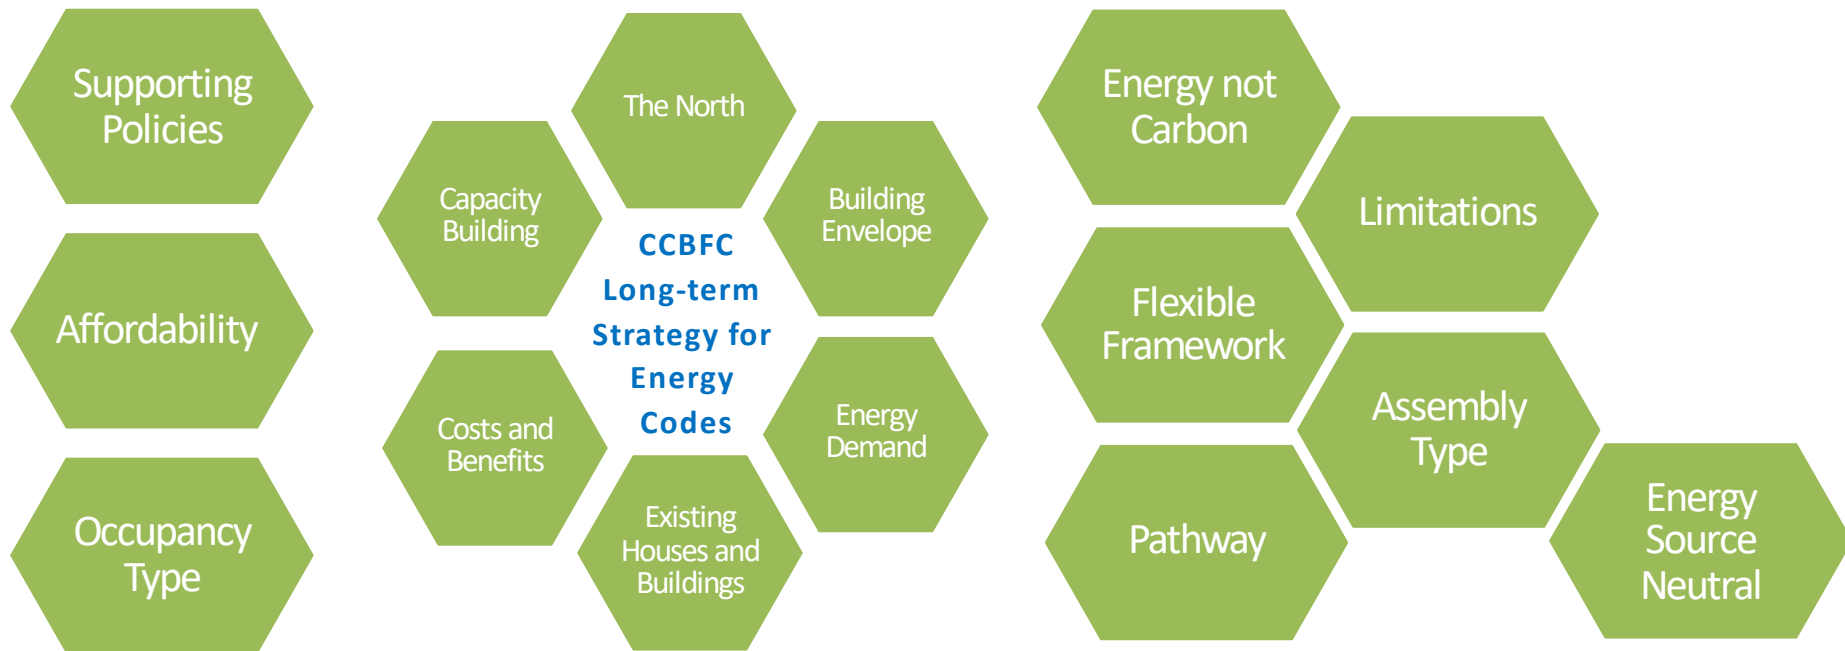 Supporting
Policies
Affordability
Occupancy
Type
The North
Capacity
Building
Building
Envelope
CCBFC
Long-term
Strategy for
Energy
Codes
Costs and
Benefits
Energy
Demand
Existing
Houses and
Buildings
Energy not
Carbon
Limitations
Flexible
Framework
Assembly
Type
Pathway
Energy
Source
Neutral